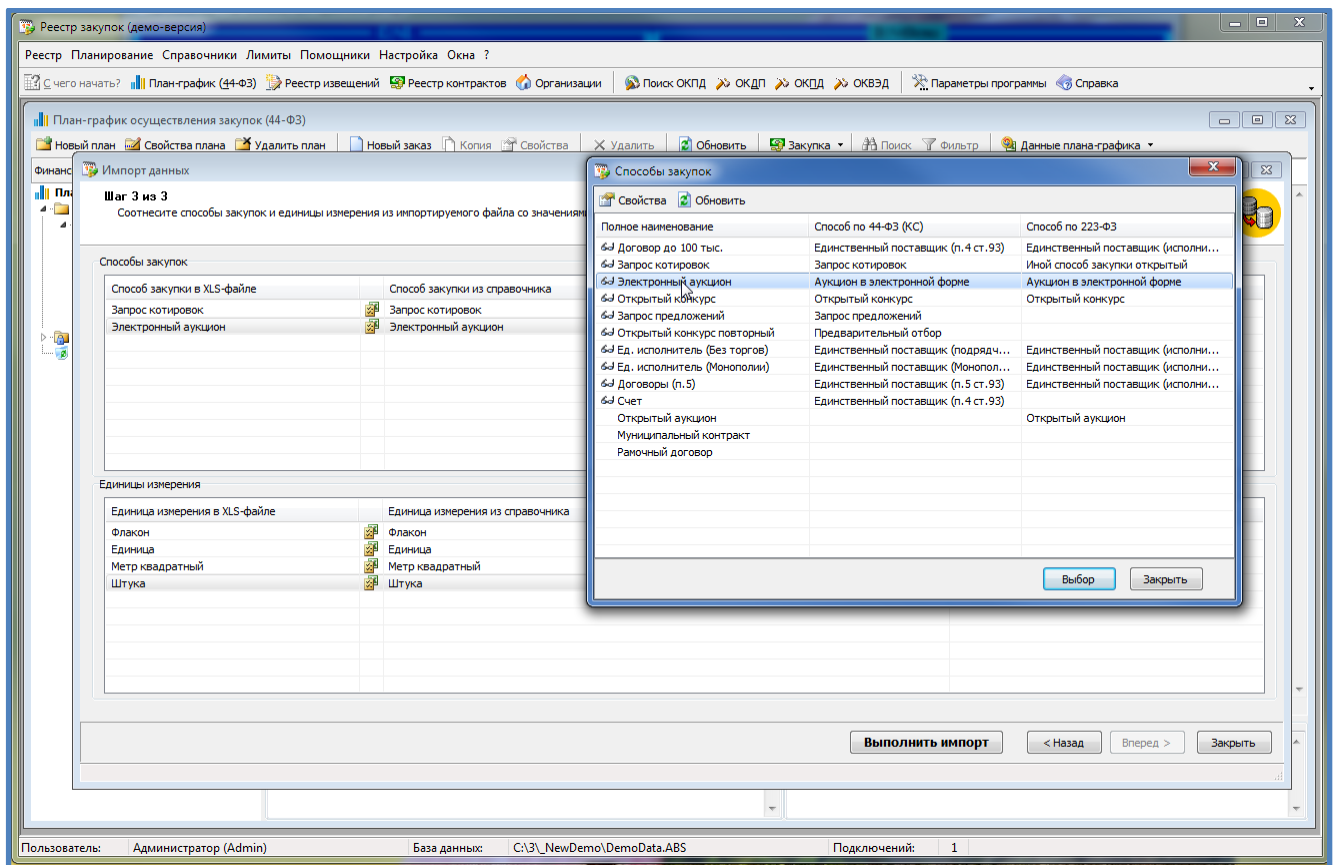 Реестр закупок (демо-версия)
Реестр Планирование Справочники Лимиты Помощники Настройка Окна ?
С чего начать? План-график (44-ФЗ) Реестр извещений Реестр контрактов Организации Поиск ОКПД ОКДП ОКПД ОКВЭД Параметры программы Справка
План-график осуществления закупок (44-ФЗ)
Новый план Свойства плана Удалить план Новый заказ Копия Свойства Удалить Обновить Закупка Поиск Фильтр Данные плана-графика
Финанс
Пла
Импорт данных
Шаг 3 из 3
Соотнесите способы закупок и единицы измерения из импортируемого файла со значениям
Способы закупок
Способ закупки в XLS-файле Способ закупки из справочника
Запрос котировок Запрос котировок
Электронный аукцион Электронный аукцион
Единицы измерения
Единица измерения в XLS-файле Единица измерения из справочника
Флакон Флакон
Единица Единица
Метр квадратный Метр квадратный
Штука Штука
Выполнить импорт < Назад Вперед > Закрыть
Способы закупок
Свойства Обновить
Полное наименование Способ по 44-ФЗ (КС) Способ по 223-ФЗ
Договор до 100 тыс. Единственный поставщик (п.4 ст.93) Единственный поставщик (исполни...
Запрос котировок Запрос котировок Иной способ закупки открытый
Электронный аукцион Аукцион в электронной форме Аукцион в электронной форме
Открытый конкурс Открытый конкурс Открытый конкурс
Запрос предложений Запрос предложений
Открытый конкурс повторный Предварительный отбор
Ед. исполнитель (Без торгов) Единственный поставщик (подрядч... Единственный поставщик (исполни...
Ед. исполнитель (Монополии) Единственный поставщик (Монопол... Единственный поставщик (исполни...
Договоры (п.5) Единственный поставщик (п.5 ст.93) Единственный поставщик (исполни...
Счет Единственный поставщик (п.4 ст.93)
Открытый аукцион Открытый аукцион
Муниципальный контракт
Рамочный договор
Выбор Закрыть
Пользователь: Администратор (Admin) База данных: C:\3\_NewDemo\DemoData.ABS Подключений: 1